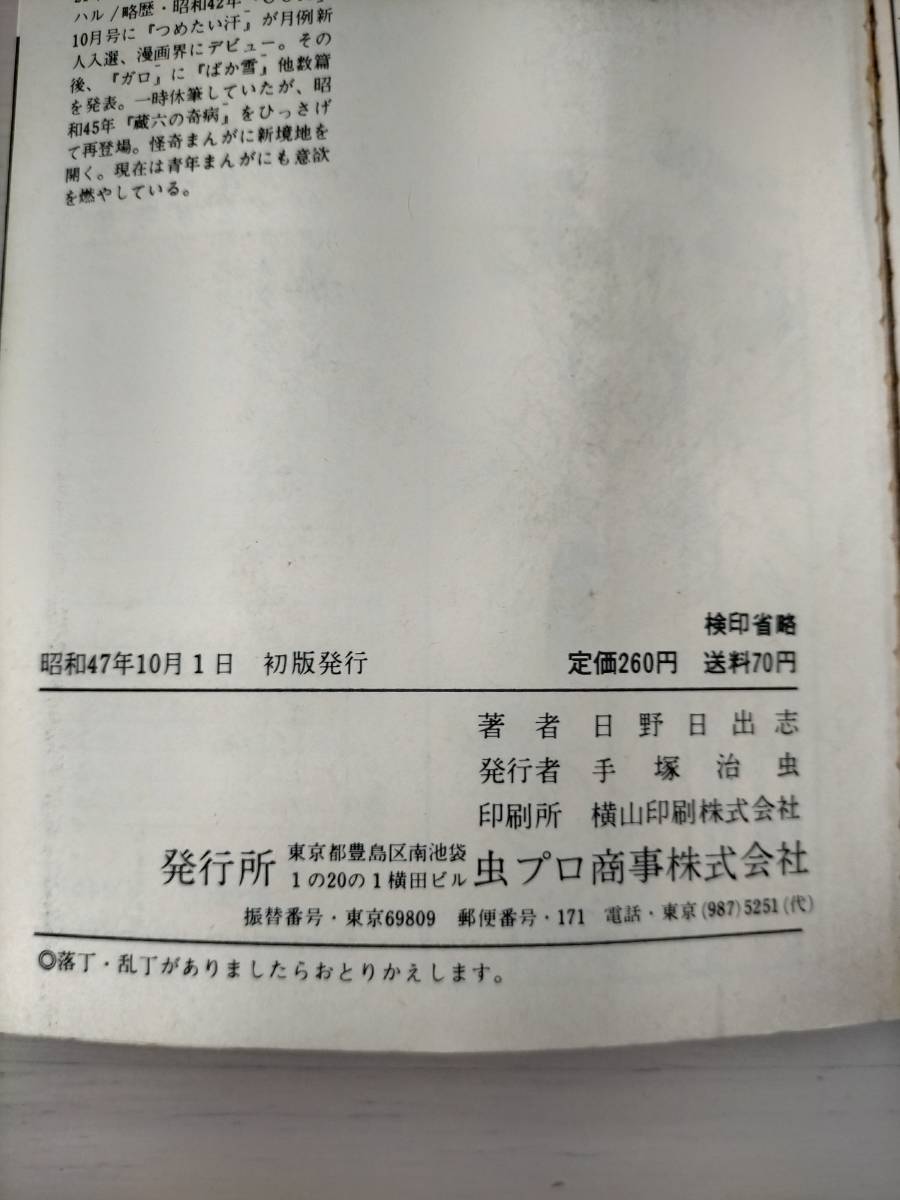 ハル/略歴・昭和42年
10月号に『つめたい汗』が月例新
人入選、漫画界にデビュー。その
後、『ガロ』に『ばか雪』他数篇
を発表。一時休筆していたが、昭
和45年『蔵六の奇病』をひっさげ
て再登場。怪奇まんがに新境地を
開く。現在は青年まんがにも意欲
を燃やしている。
検印省略
昭和47年10月1日 初版発行 定価260円 送料70円
著者 日野日出志
発行者 手塚治虫
印刷所 横山印刷株式会社
発行所 東京都豊島区南池袋
1の20の1横田ビル 虫プロ商事株式会社
振替番号・東京69809 郵便番号・171 電話・東京(987)5251(代)
◎落丁・乱丁がありましたらおとりかえします。